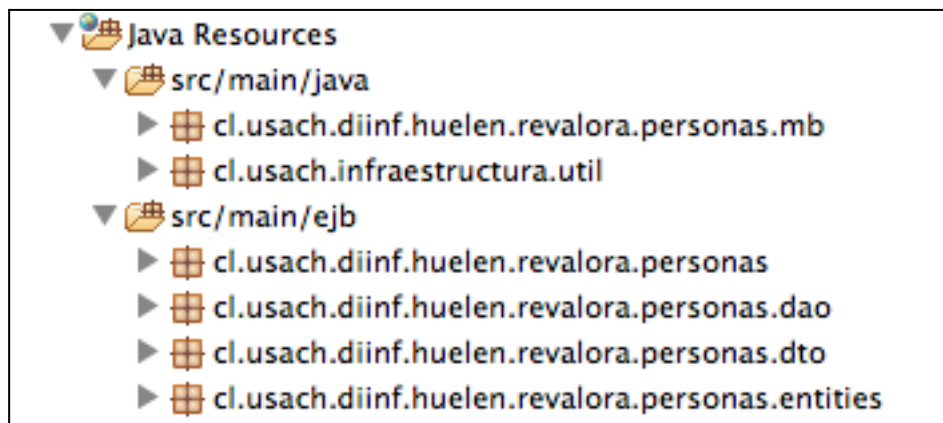 Java Resources
src/main/java
cl.usach.diinf.huelen.revalora.personas.mb
cl.usach.infraestructura.util
src/main/ejb
cl.usach.diinf.huelen.revalora.personas
cl.usach.diinf.huelen.revalora.personas.dao
cl.usach.diinf.huelen.revalora.personas.dto
cl.usach.diinf.huelen.revalora.personas.entities